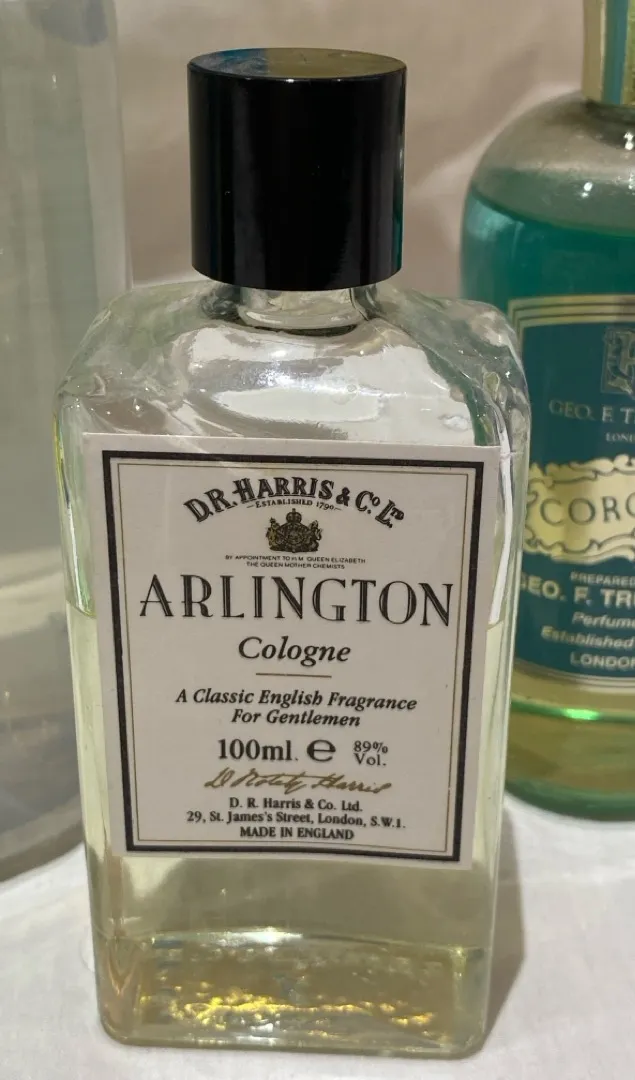 D.R. HARRIS & Co. LTD.
ESTABLISHED 1790
BY APPOINTMENT TO H.M. QUEEN ELIZABETH
THE QUEEN MOTHER CHEMISTS
ARLINGTON
Cologne
A Classic English Fragrance
For Gentlemen
100ml. e 89%
Vol.
D. R. Harris & Co. Ltd.
29, St. James's Street, London, S.W.1.
MADE IN ENGLAND
GEO. F. T
LON
CORO
PREPARED
GEO. F. TR
Perfume
Established
LONDON